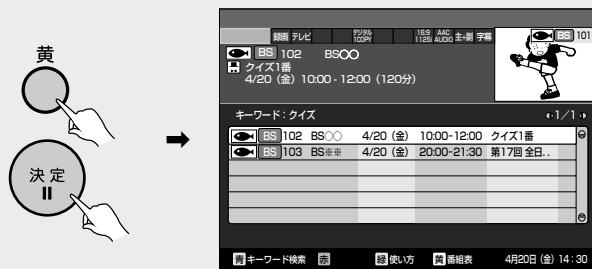 黄
決定
録画 テレビ デジタル 1COPY 16:9 1125i AAC AUDIO 主+副 字幕
BS 101
BS 102 BS○○
クイズ1番
4/20(金) 10:00-12:00(120分)
キーワード:クイズ 1/1
BS 102 BS○○ 4/20(金) 10:00-12:00 クイズ1番
BS 103 BS※※ 4/20(金) 20:00-21:30 第17回 全日..
青 キーワード検索 赤 緑 使い方 黄 番組表 4月20日(金)14:30